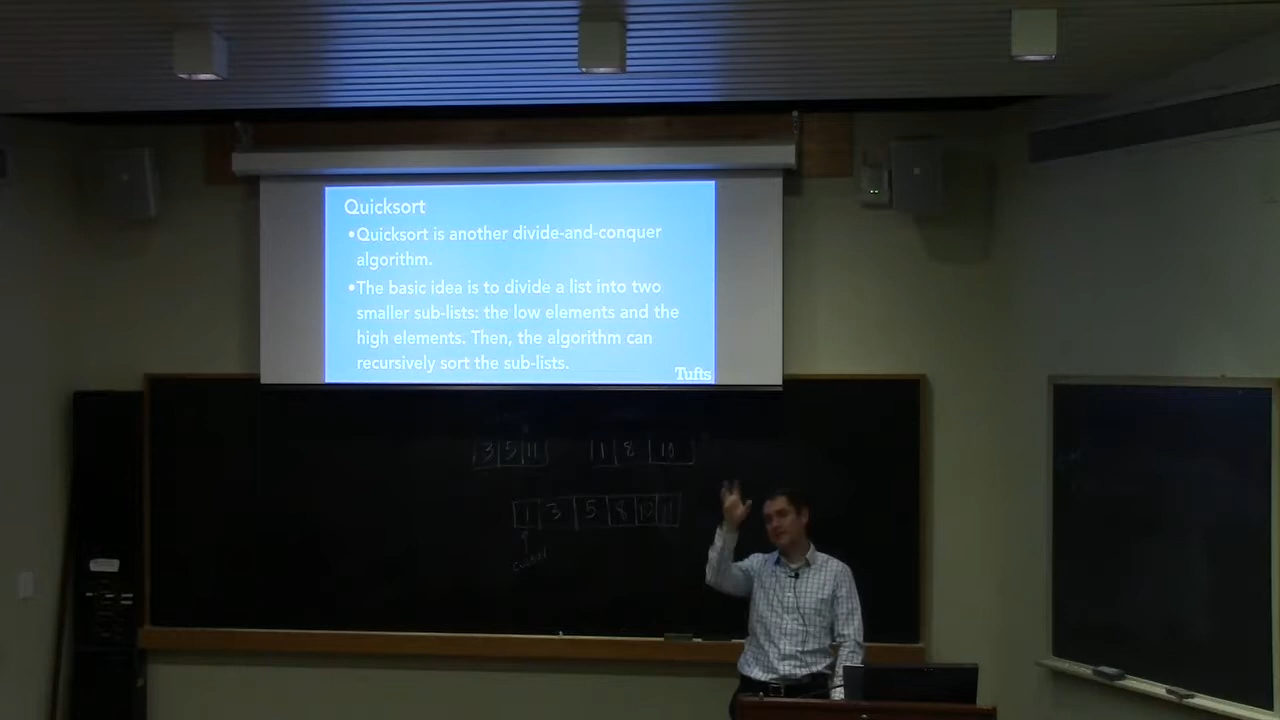 Quicksort
•Quicksort is another divide-and-conquer
algorithm.
•The basic idea is to divide a list into two
smaller sub-lists: the low elements and the
high elements. Then, the algorithm can
recursively sort the sub-lists.
Tufts
3 5 11 1 8 10
1 3 5 8 10 11